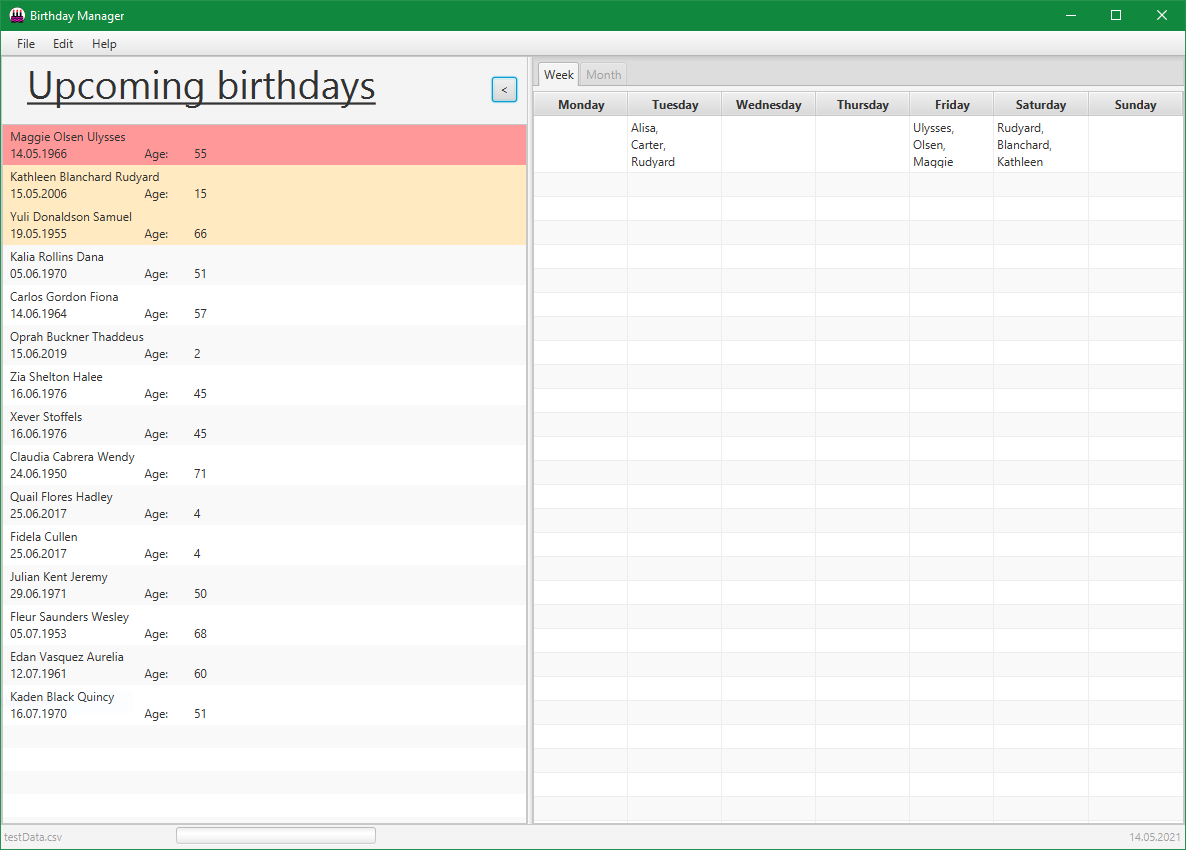 Birthday Manager
File Edit Help
Upcoming birthdays
<
Maggie Olsen Ulysses
14.05.1966 Age: 55
Kathleen Blanchard Rudyard
15.05.2006 Age: 15
Yuli Donaldson Samuel
19.05.1955 Age: 66
Kalia Rollins Dana
05.06.1970 Age: 51
Carlos Gordon Fiona
14.06.1964 Age: 57
Oprah Buckner Thaddeus
15.06.2019 Age: 2
Zia Shelton Halee
16.06.1976 Age: 45
Xever Stoffels
16.06.1976 Age: 45
Claudia Cabrera Wendy
24.06.1950 Age: 71
Quail Flores Hadley
25.06.2017 Age: 4
Fidela Cullen
25.06.2017 Age: 4
Julian Kent Jeremy
29.06.1971 Age: 50
Fleur Saunders Wesley
05.07.1953 Age: 68
Edan Vasquez Aurelia
12.07.1961 Age: 60
Kaden Black Quincy
16.07.1970 Age: 51
Week Month
Monday Tuesday Wednesday Thursday Friday Saturday Sunday
Alisa, Ulysses, Rudyard,
Carter, Olsen, Blanchard,
Rudyard Maggie Kathleen
testData.csv 14.05.2021